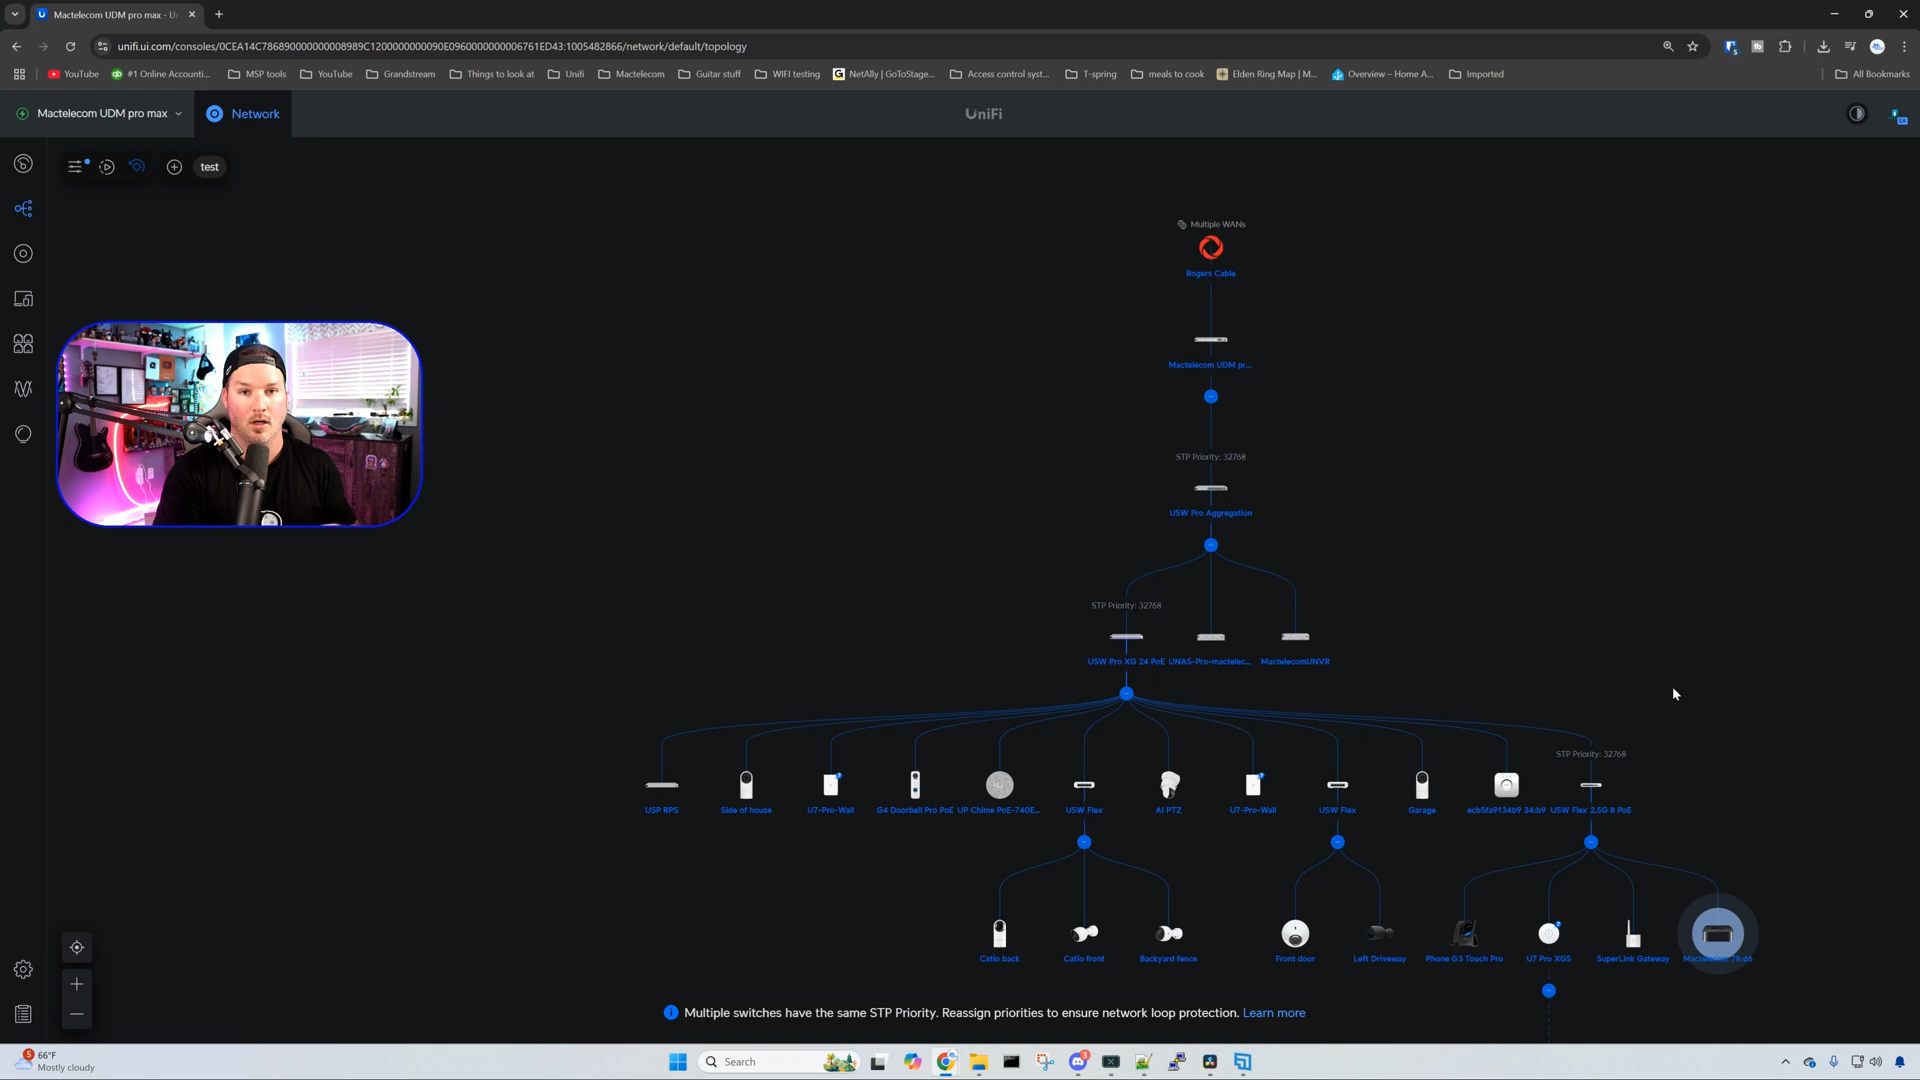 Mactelecom UDM pro max - Un
unifi.ui.com/consoles/0CEA14C786890000000008989C1200000000090E0960000000006761ED43:1005482866/network/default/topology
YouTube
#1 Online Accounti...
MSP tools
YouTube
Grandstream
Things to look at
Unifi
Mactelecom
Guitar stuff
WIFI testing
NetAlly | GoToStage...
Access control syst...
T-spring
meals to cook
Elden Ring Map | M...
Overview – Home A...
Imported
All Bookmarks
Mactelecom UDM pro max
Network
UniFi
EA
test
Multiple WANs
Rogers Cable
Mactelecom UDM pr...
STP Priority: 32768
USW Pro Aggregation
STP Priority: 32768
USW Pro XG 24 PoE
UNAS-Pro-mactelec...
MactelecomUNVR
STP Priority: 32768
USP RPS
Side of house
U7-Pro-Wall
G4 Doorbell Pro PoE
UP Chime PoE-740E...
USW Flex
AI PTZ
U7-Pro-Wall
USW Flex
Garage
ecb5fa9134b9 34:b9
USW Flex 2.5G 8 PoE
Catio back
Catio front
Backyard fence
Front door
Left Driveway
Phone G3 Touch Pro
U7 Pro XGS
SuperLink Gateway
Multiple switches have the same STP Priority. Reassign priorities to ensure network loop protection. Learn more
5
66°F
Mostly cloudy
Search
3